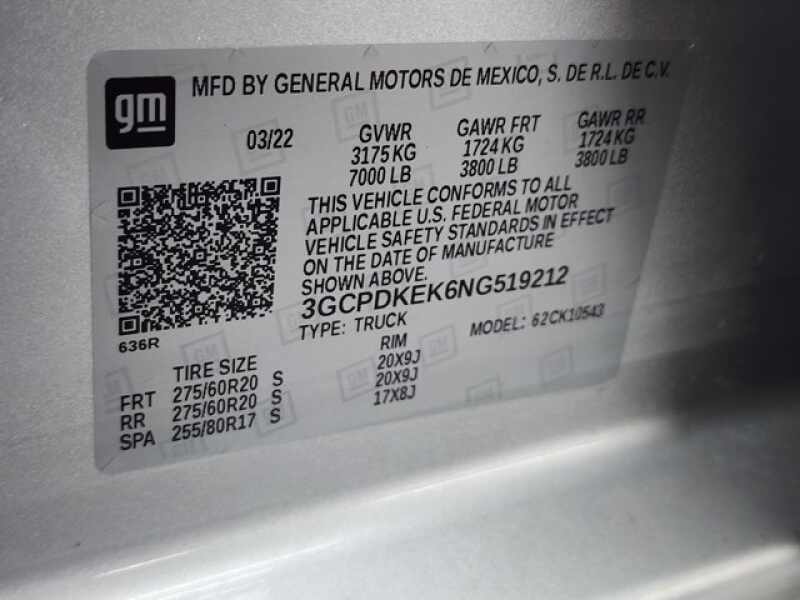 gm
MFD BY GENERAL MOTORS DE MEXICO, S. DE R.L. DE C.V.
03/22
GVWR
3175 KG
7000 LB
GAWR FRT
1724 KG
3800 LB
GAWR RR
1724 KG
3800 LB
THIS VEHICLE CONFORMS TO ALL
APPLICABLE U.S. FEDERAL MOTOR
VEHICLE SAFETY STANDARDS IN EFFECT
ON THE DATE OF MANUFACTURE
SHOWN ABOVE.
3GCPDKEK6NG519212
TYPE: TRUCK
MODEL: 62CK10543
636R
TIRE SIZE RIM
FRT 275/60R20 S 20X9J
RR 275/60R20 S 20X9J
SPA 255/80R17 S 17X8J